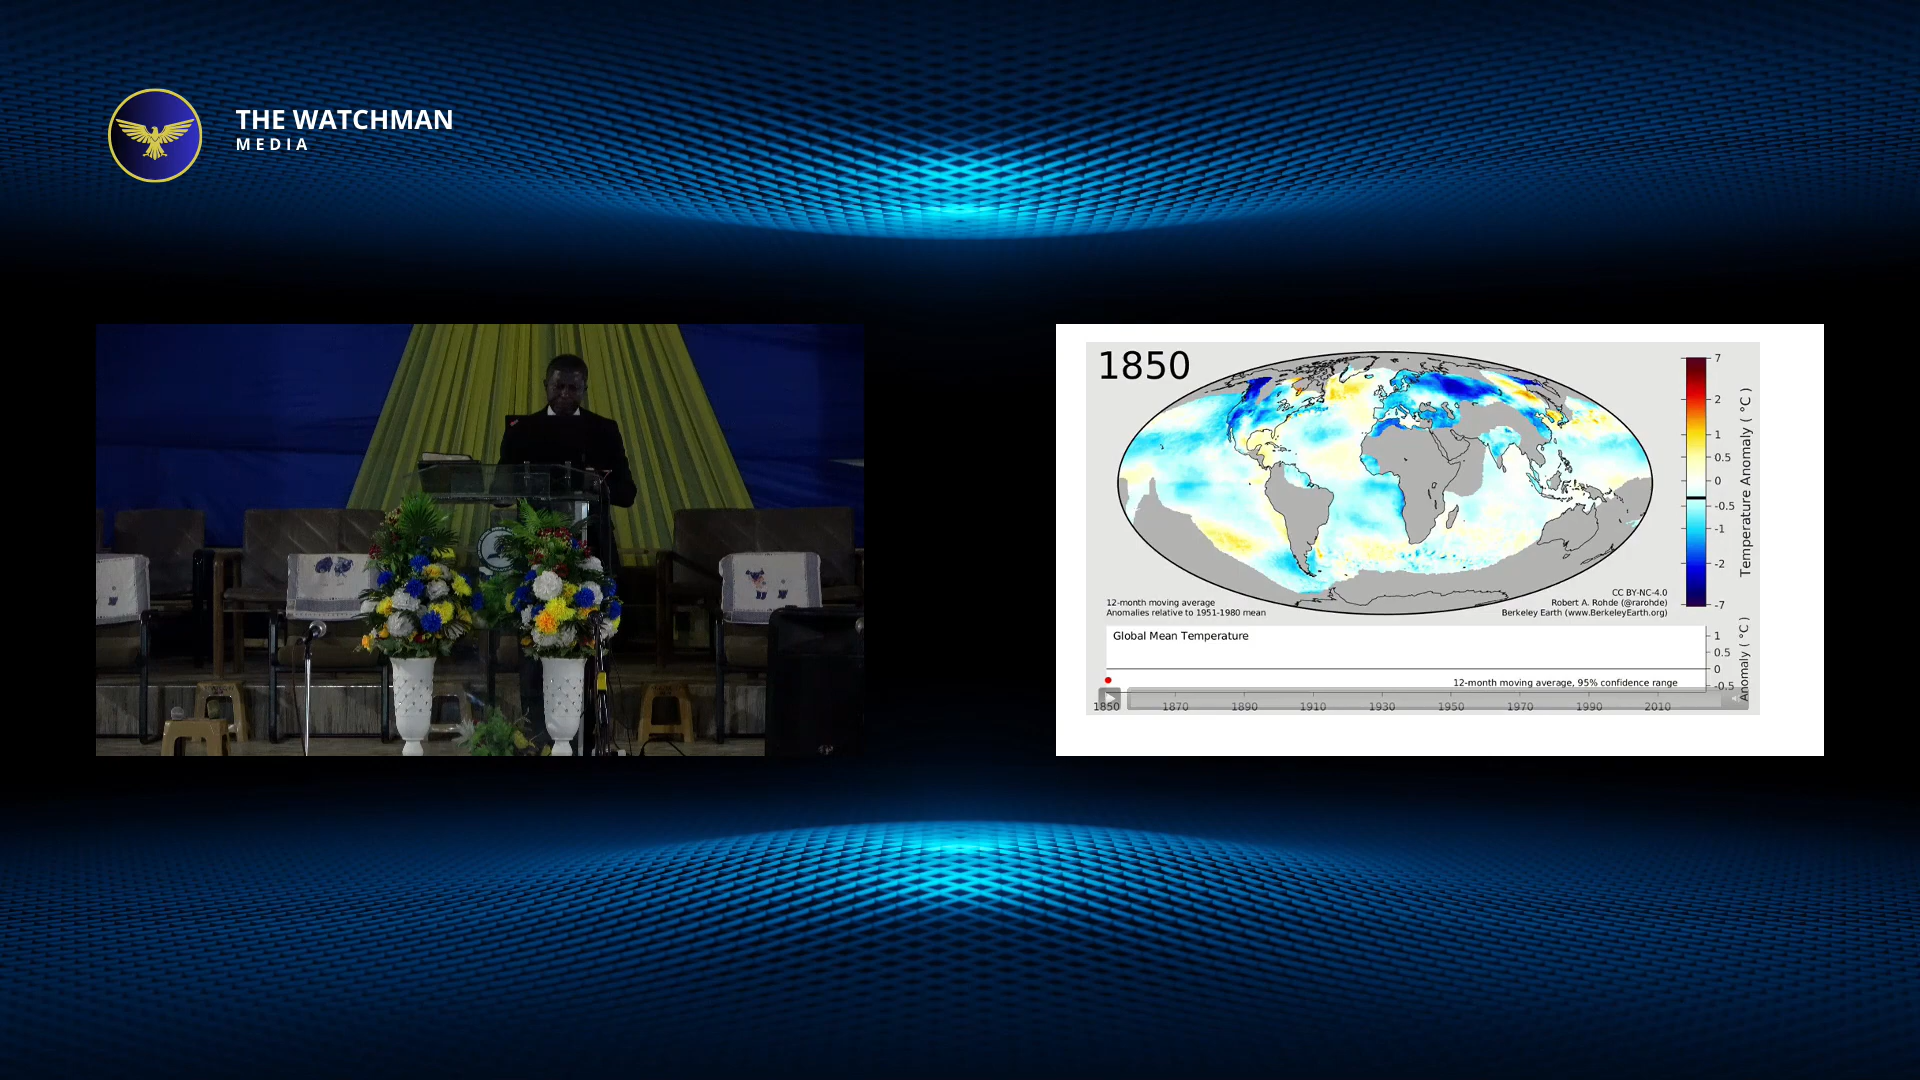 THE WATCHMAN
MEDIA
1850
7
2
1
0.5
0
-0.5
-1
-2
-7
Temperature Anomaly ( °C )
12-month moving average
Anomalies relative to 1951-1980 mean
CC BY-NC-4.0
Robert A. Rohde (@rarohde)
Berkeley Earth (www.BerkeleyEarth.org)
Global Mean Temperature
1
0.5
0
-0.5
Anomaly ( °C )
12-month moving average, 95% confidence range
1850 1870 1890 1910 1930 1950 1970 1990 2010